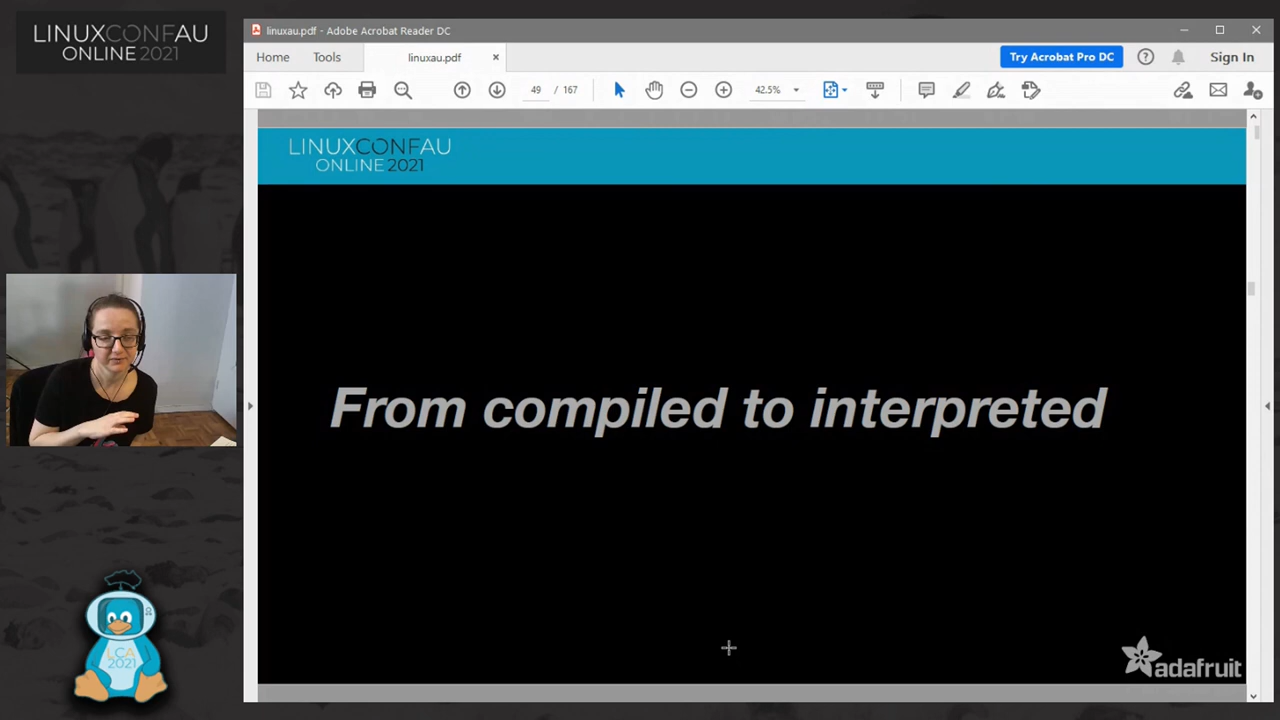 LINUXCONFAU
ONLINE 2021
linuxau.pdf - Adobe Acrobat Reader DC
Home
Tools
linuxau.pdf
Try Acrobat Pro DC
Sign In
49 / 167
42.5%
LINUXCONFAU
ONLINE 2021
From compiled to interpreted
adafruit
LCA
2021